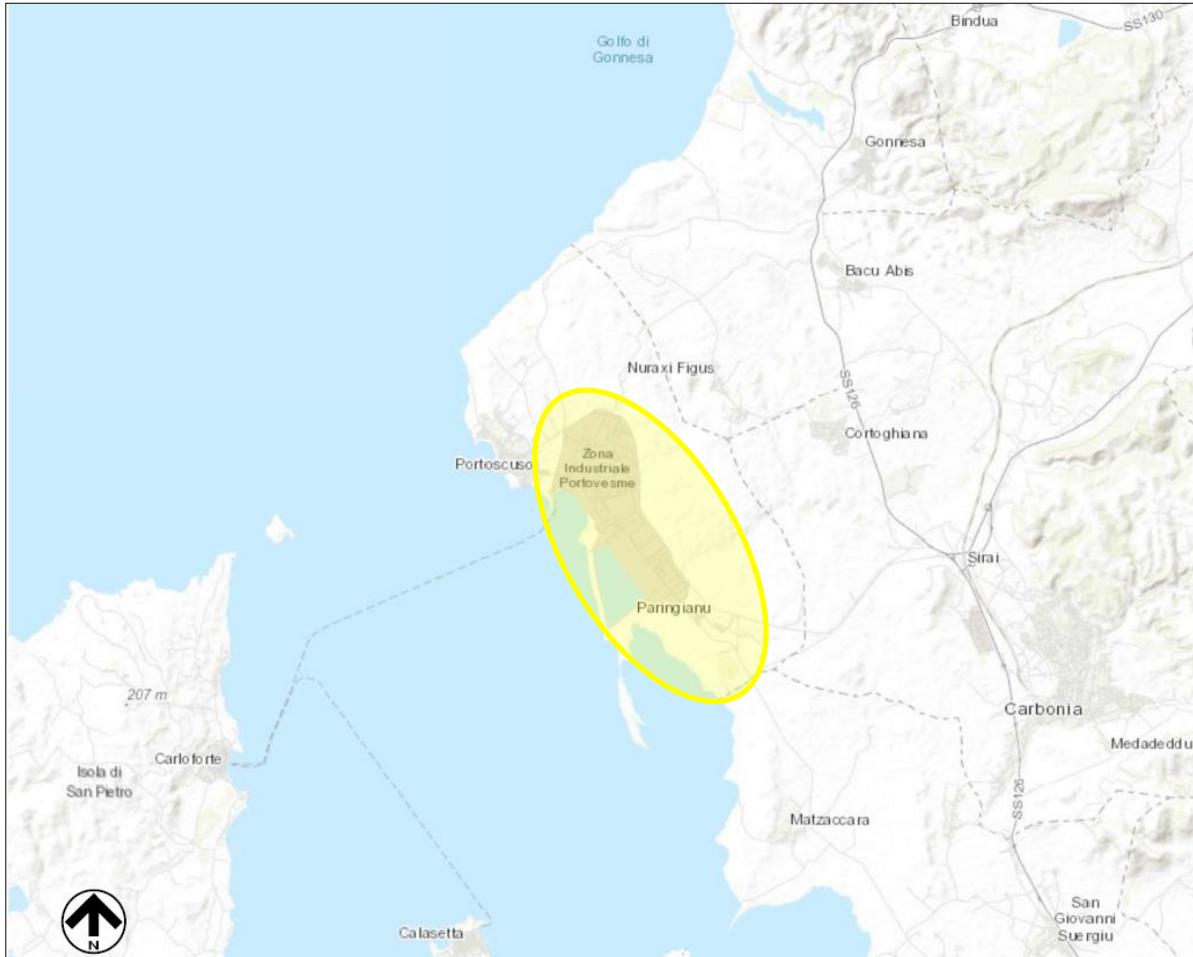 Bindua
SS130
Golfo di
Gonnesa
Gonnesa
Bacu Abis
Nuraxi Figus
SS126
Cortoghiana
Zona
Industriale
Portovesme
Portoscuso
Sirai
Paringianu
207 m
Carbonia
Medadeddu
Carloforte
Isola di
San Pietro
SS126
Matzaccara
San
Giovanni
Suergiu
Calasetta
N